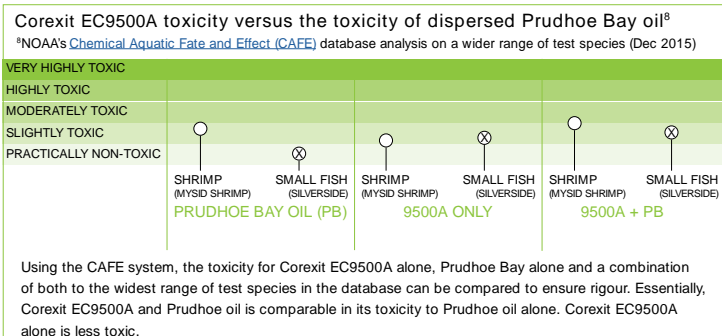 Corexit EC9500A toxicity versus the toxicity of dispersed Prudhoe Bay oil⁸
⁸NOAA's Chemical Aquatic Fate and Effect (CAFE) database analysis on a wider range of test species (Dec 2015)
VERY HIGHLY TOXIC
HIGHLY TOXIC
MODERATELY TOXIC
SLIGHTLY TOXIC
PRACTICALLY NON-TOXIC
SHRIMP SMALL FISH SHRIMP SMALL FISH SHRIMP SMALL FISH
(MYSID SHRIMP) (SILVERSIDE) (MYSID SHRIMP) (SILVERSIDE) (MYSID SHRIMP) (SILVERSIDE)
PRUDHOE BAY OIL (PB) 9500A ONLY 9500A + PB
Using the CAFE system, the toxicity for Corexit EC9500A alone, Prudhoe Bay alone and a combination
of both to the widest range of test species in the database can be compared to ensure rigour. Essentially,
Corexit EC9500A and Prudhoe oil is comparable in its toxicity to Prudhoe oil alone. Corexit EC9500A
alone is less toxic.